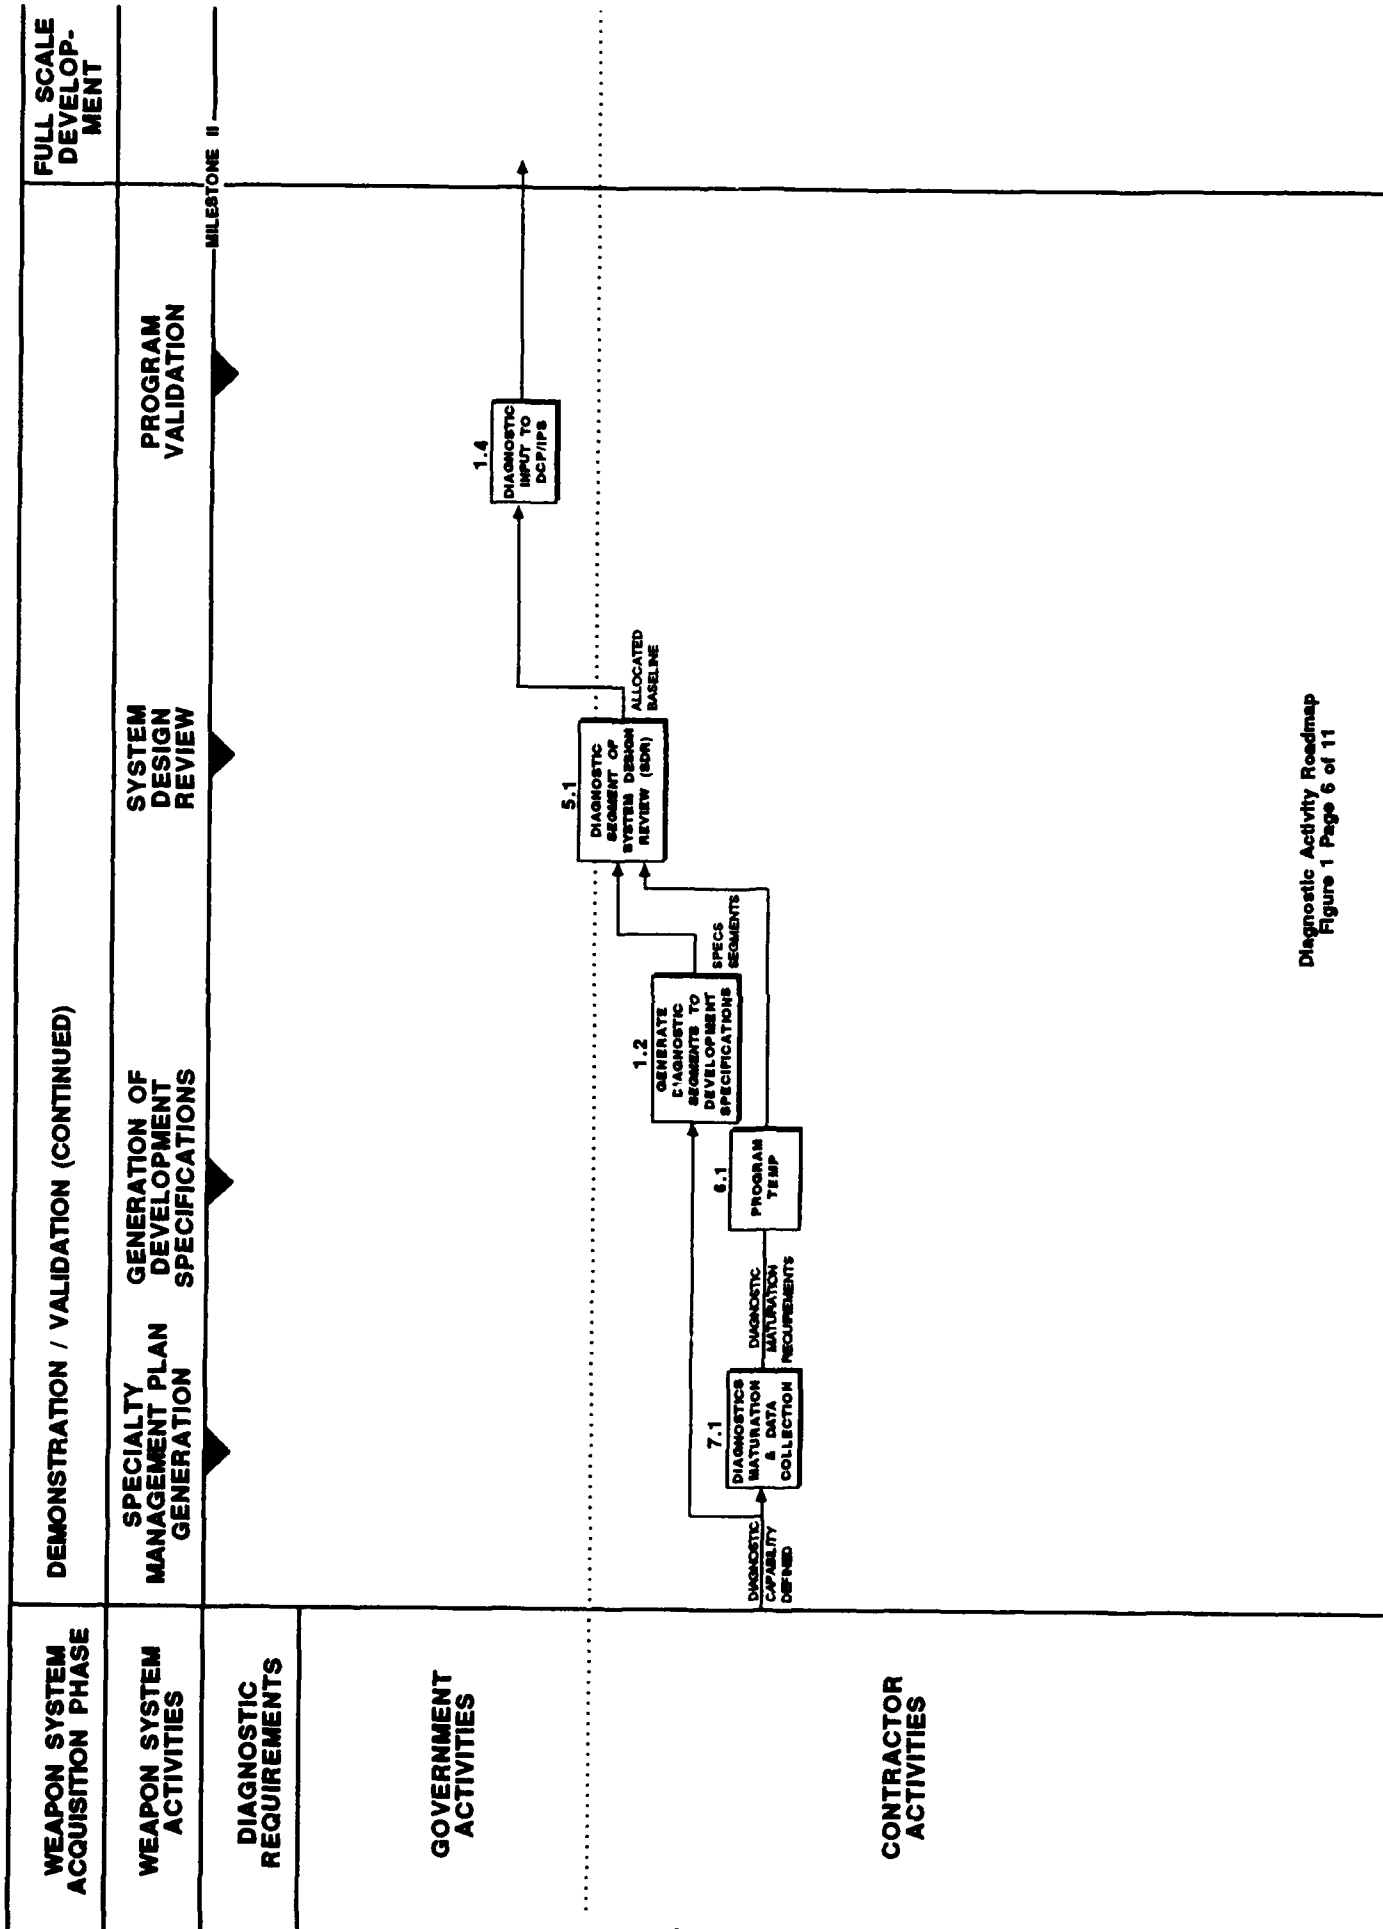 WEAPON SYSTEM
ACQUISITION PHASE
DEMONSTRATION / VALIDATION (CONTINUED)
FULL SCALE
DEVELOP-
MENT
WEAPON SYSTEM
ACTIVITIES
SPECIALTY
MANAGEMENT PLAN
GENERATION
GENERATION OF
DEVELOPMENT
SPECIFICATIONS
SYSTEM
DESIGN
REVIEW
PROGRAM
VALIDATION
MILESTONE II
DIAGNOSTIC
REQUIREMENTS
GOVERNMENT
ACTIVITIES
1.4
DIAGNOSTIC
INPUT TO
DCP/IPS
CONTRACTOR
ACTIVITIES
DIAGNOSTIC
CAPABILITY
DEFINED
7.1
DIAGNOSTICS
MATURATION
& DATA
COLLECTION
DIAGNOSTIC
MATURATION
REQUIREMENTS
6.1
PROGRAM
TEMP
1.2
GENERATE
D'AGNOSTIC
SEGMENTS TO
DEVELOPMENT
SPECIFICATIONS
SPECS
SEGMENTS
5.1
DIAGNOSTIC
SEGMENT OF
SYSTEM DESIGN
REVIEW (SDR)
ALLOCATED
BASELINE
Diagnostic Activity Roadmap
Figure 1 Page 6 of 11